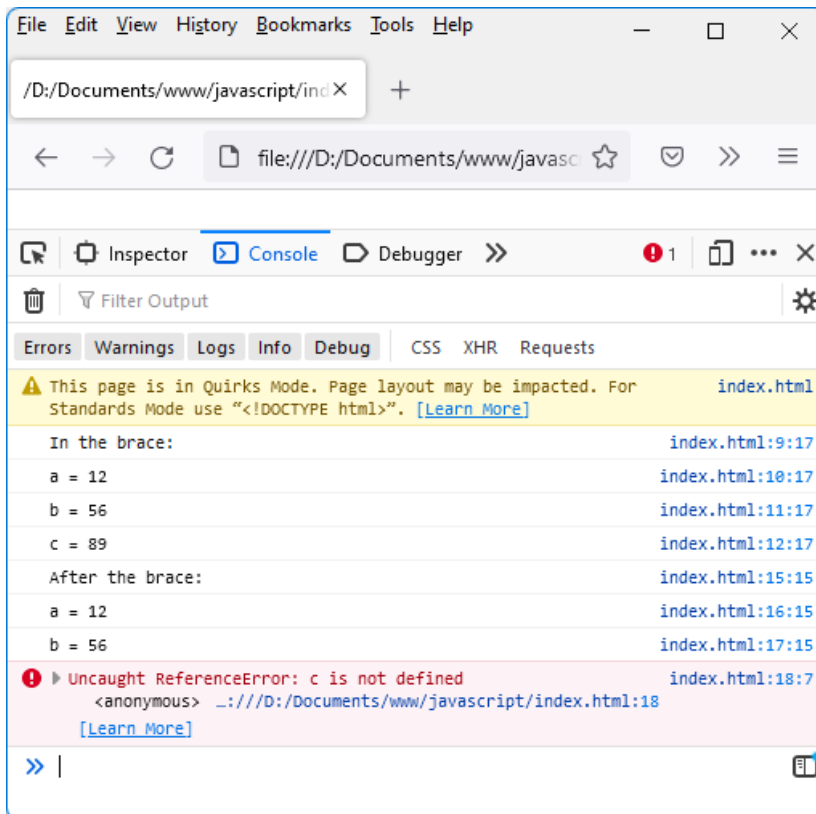 File Edit View History Bookmarks Tools Help
/D:/Documents/www/javascript/ind
file:///D:/Documents/www/javasc
Inspector Console Debugger 1
Filter Output
Errors Warnings Logs Info Debug CSS XHR Requests
This page is in Quirks Mode. Page layout may be impacted. For index.html
Standards Mode use “<!DOCTYPE html>”. [Learn More]
In the brace: index.html:9:17
a = 12 index.html:10:17
b = 56 index.html:11:17
c = 89 index.html:12:17
After the brace: index.html:15:15
a = 12 index.html:16:15
b = 56 index.html:17:15
Uncaught ReferenceError: c is not defined index.html:18:7
<anonymous> …:///D:/Documents/www/javascript/index.html:18
[Learn More]